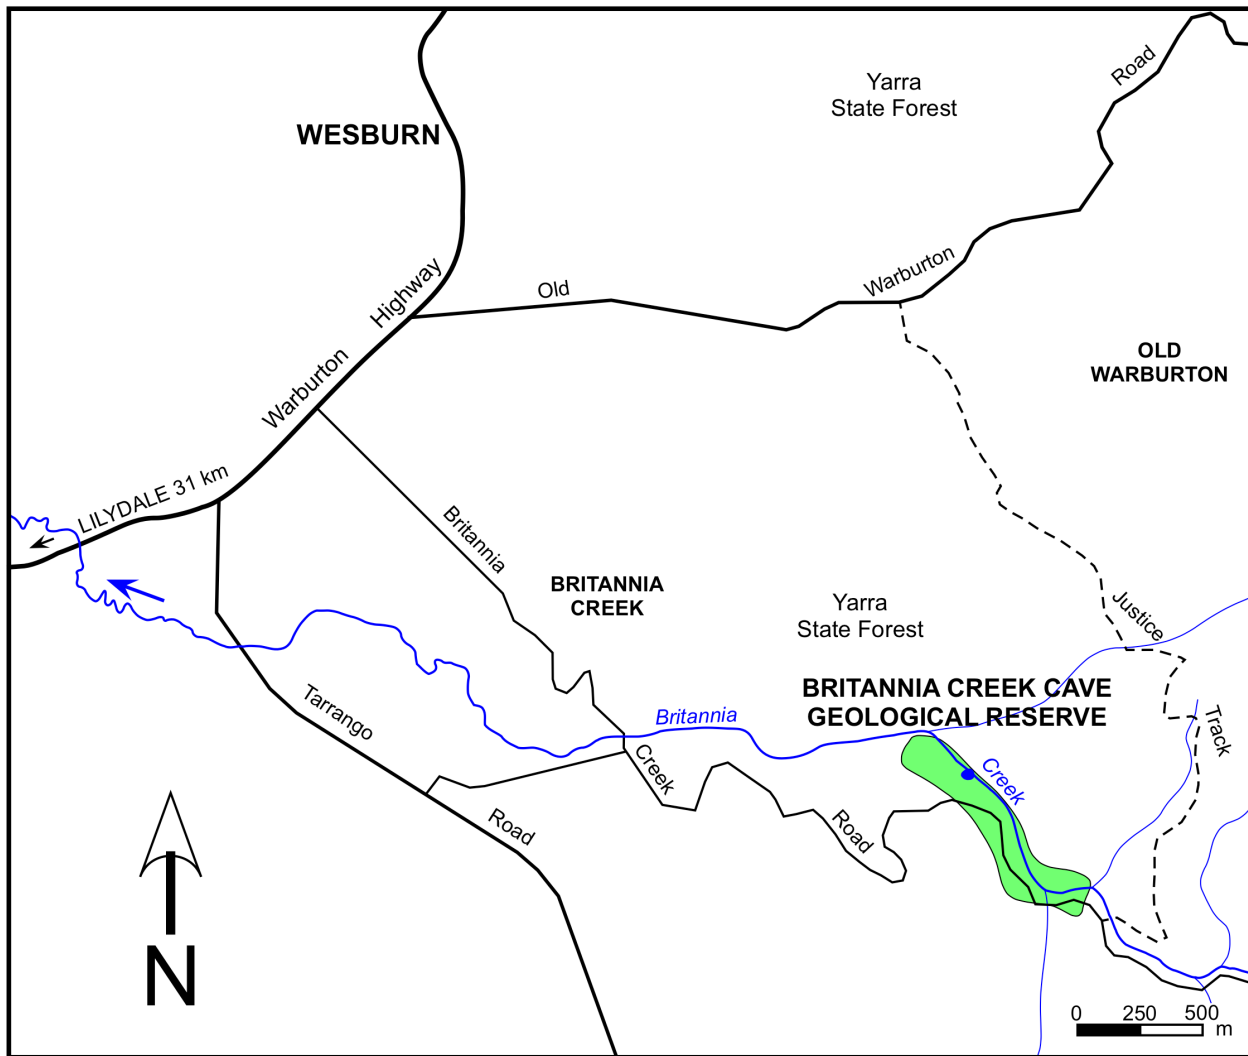 Yarra
State Forest
Road
WESBURN
Highway
Old
Warburton
Warburton
OLD
WARBURTON
LILYDALE 31 km
Britannia
BRITANNIA
CREEK
Yarra
State Forest
Justice
BRITANNIA CREEK CAVE
GEOLOGICAL RESERVE
Tarrango
Britannia
Track
Creek
Creek
Road
Road
N
0 250 500
m